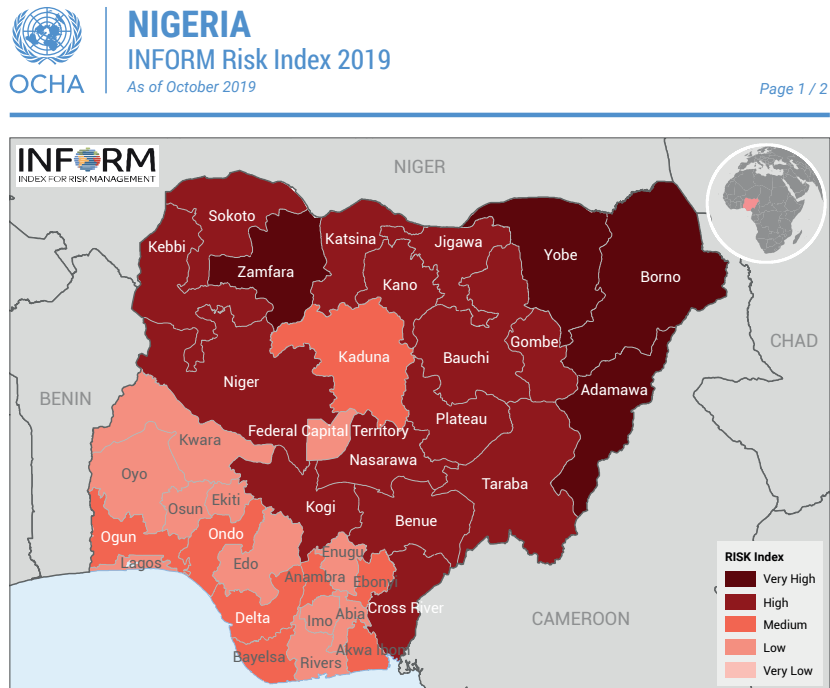 NIGERIA
INFORM Risk Index 2019
OCHA
As of October 2019
Page 1 / 2
INFORM
INDEX FOR RISK MANAGEMENT
NIGER
Sokoto
Katsina
Jigawa
Kebbi
Yobe
Zamfara
Borno
Kano
CHAD
Gombe
Kaduna
Bauchi
Niger
Adamawa
BENIN
Plateau
Federal Capital Territory
Kwara
Nasarawa
Oyo
Taraba
Ekiti
Osun
Kogi
Benue
Ogun
Ondo
Enugu
Lagos
Edo
Anambra
Ebonyi
Cross River
Abia
Delta
Imo
CAMEROON
Akwa Ibom
Bayelsa
Rivers
RISK Index
Very High
High
Medium
Low
Very Low